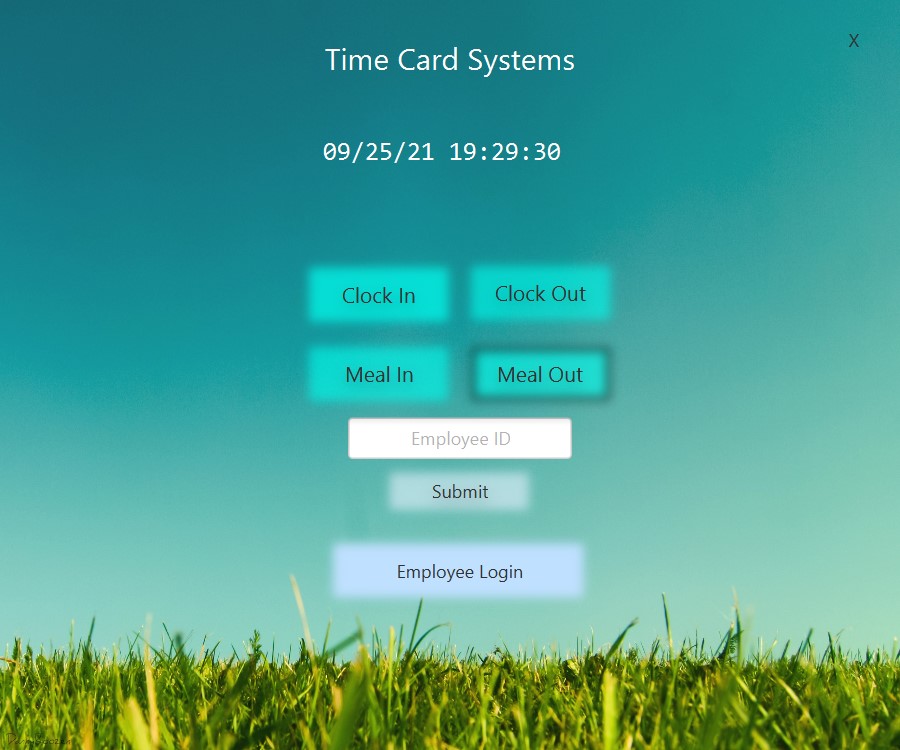 X
Time Card Systems
09/25/21 19:29:30
Clock In
Clock Out
Meal In
Meal Out
Employee ID
Submit
Employee Login